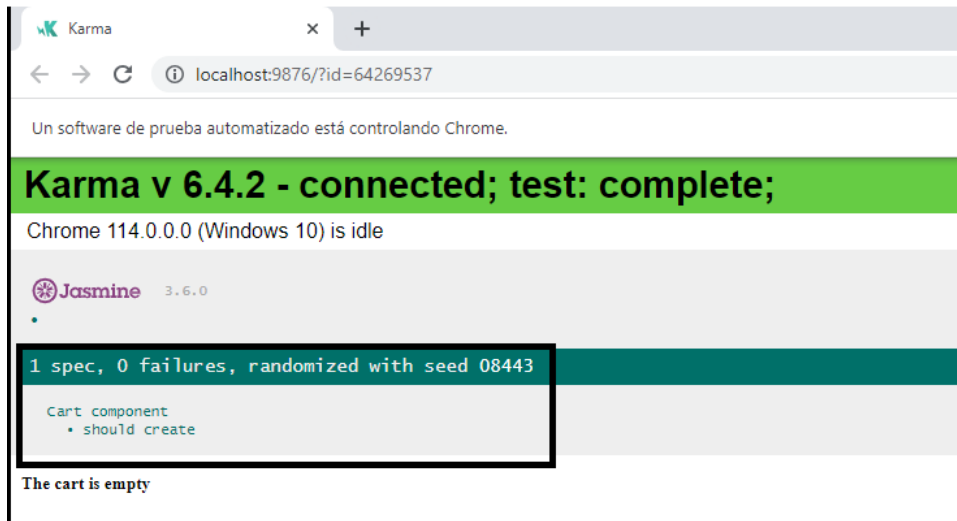 Karma
localhost:9876/?id=64269537
Un software de prueba automatizado está controlando Chrome.
Karma v 6.4.2 - connected; test: complete;
Chrome 114.0.0.0 (Windows 10) is idle
Jasmine 3.6.0
1 spec, 0 failures, randomized with seed 08443
Cart component
• should create
The cart is empty